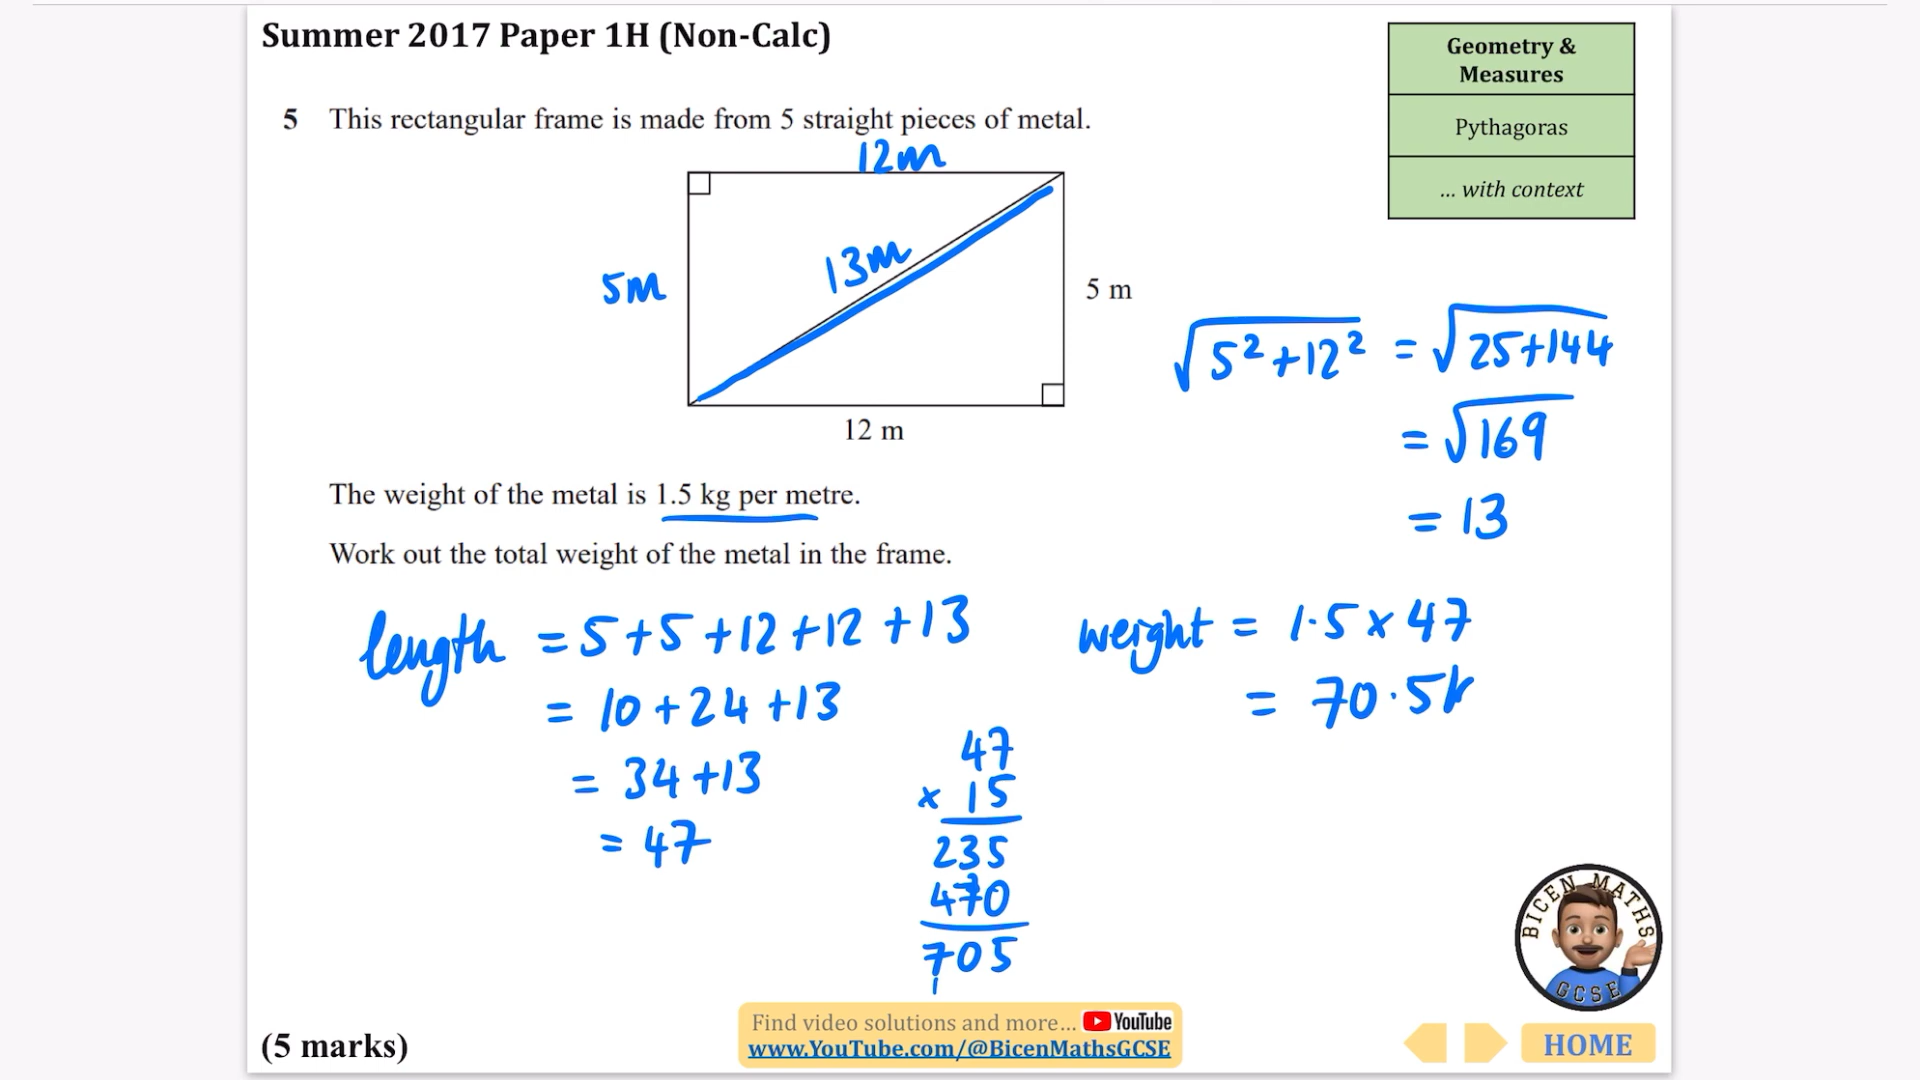 Summer 2017 Paper 1H (Non-Calc)
Geometry &
Measures
Pythagoras
... with context
5 This rectangular frame is made from 5 straight pieces of metal.
12m
13m
5m
5 m
12 m
√5²+12² = √25+144
= √169
= 13
The weight of the metal is 1.5 kg per metre.
Work out the total weight of the metal in the frame.
length = 5+5+12+12+13
= 10+24+13
= 34+13
= 47
weight = 1·5×47
= 70·5k
47
× 15
235
470
705
1
BICEN MATHS
GCSE
(5 marks)
Find video solutions and more... YouTube
www.YouTube.com/@BicenMathsGCSE
HOME